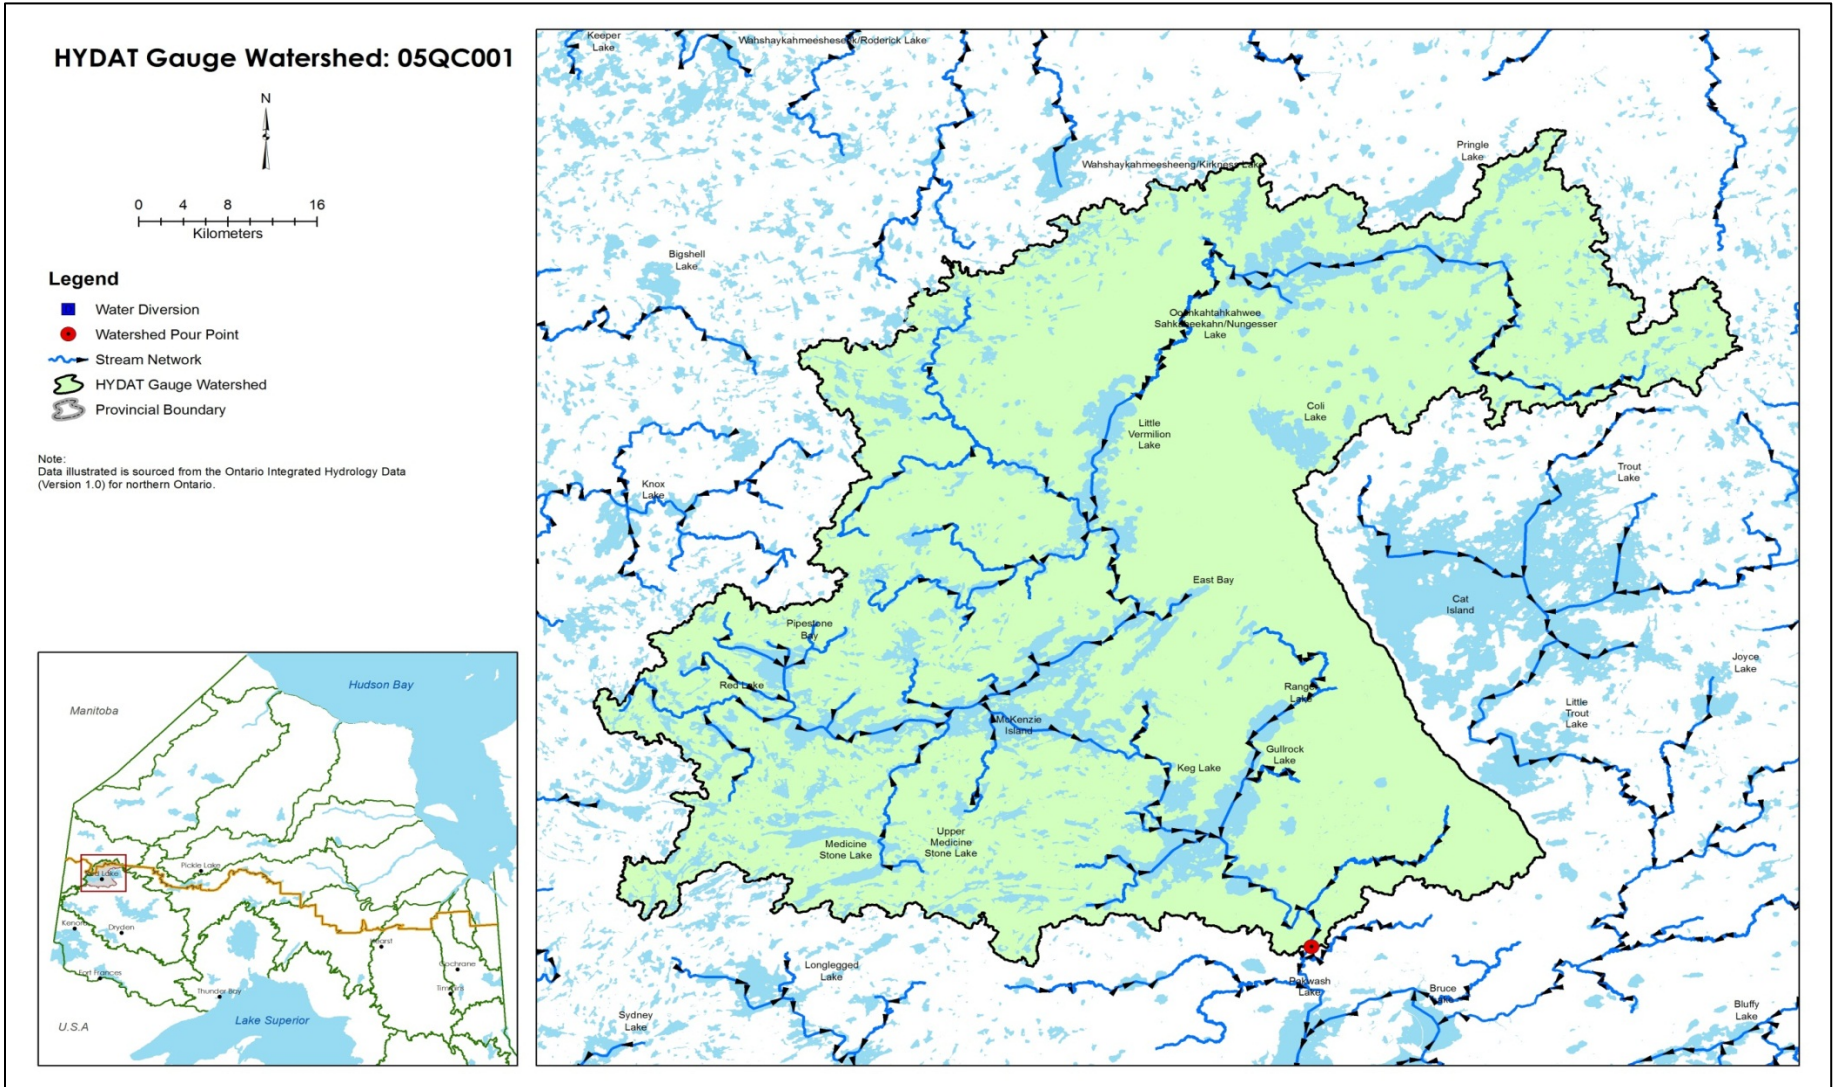 HYDAT Gauge Watershed: 05QC001
N
0 4 8 16
Kilometers
Legend
Water Diversion
Watershed Pour Point
Stream Network
HYDAT Gauge Watershed
Provincial Boundary
Note:
Data illustrated is sourced from the Ontario Integrated Hydrology Data
(Version 1.0) for northern Ontario.
Hudson Bay
Manitoba
Pickle Lake
Red Lake
Kenora
Dryden
Fort Frances
Thunder Bay
Hearst
Cochrane
Timmins
U.S.A
Lake Superior
Keeper
Lake
Wahshaykahmeesheseek/Roderick Lake
Wahshaykahmeesheeng/Kirkness Lake
Pringle
Lake
Bigshell
Lake
Lake
Little
Vermilion
Lake
Coli
Lake
Trout
Lake
Knox
Lake
East Bay
Cat
Island
Pipestone
Bay
Red Lake
McKenzie
Island
Ranger
Lake
Joyce
Lake
Little
Trout
Lake
Gullrock
Lake
Keg Lake
Medicine
Stone Lake
Upper
Medicine
Stone Lake
Longlegged
Lake
Pakwash
Lake
Bruce
Lake
Sydney
Lake
Bluffy
Lake